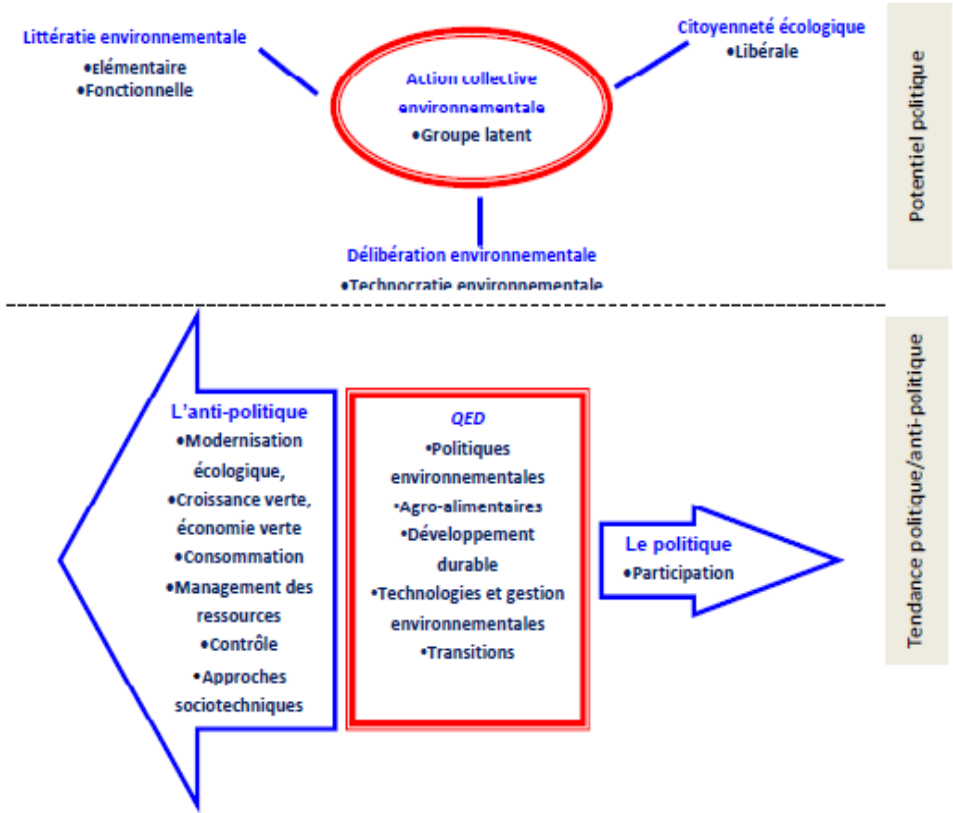 Littératie environnementale
•Elémentaire
•Fonctionnelle
Action collective
environnementale
•Groupe latent
Citoyenneté écologique
•Libérale
Potentiel politique
Délibération environnementale
•Technocratie environnementale
L'anti-politique
•Modernisation
écologique,
•Croissance verte,
économie verte
•Consommation
•Management des
ressources
•Contrôle
•Approches
sociotechniques
QED
•Politiques
environnementales
•Agro-alimentaires
•Développement
durable
•Technologies et gestion
environnementales
•Transitions
Le politique
•Participation
Tendance politique/anti-politique